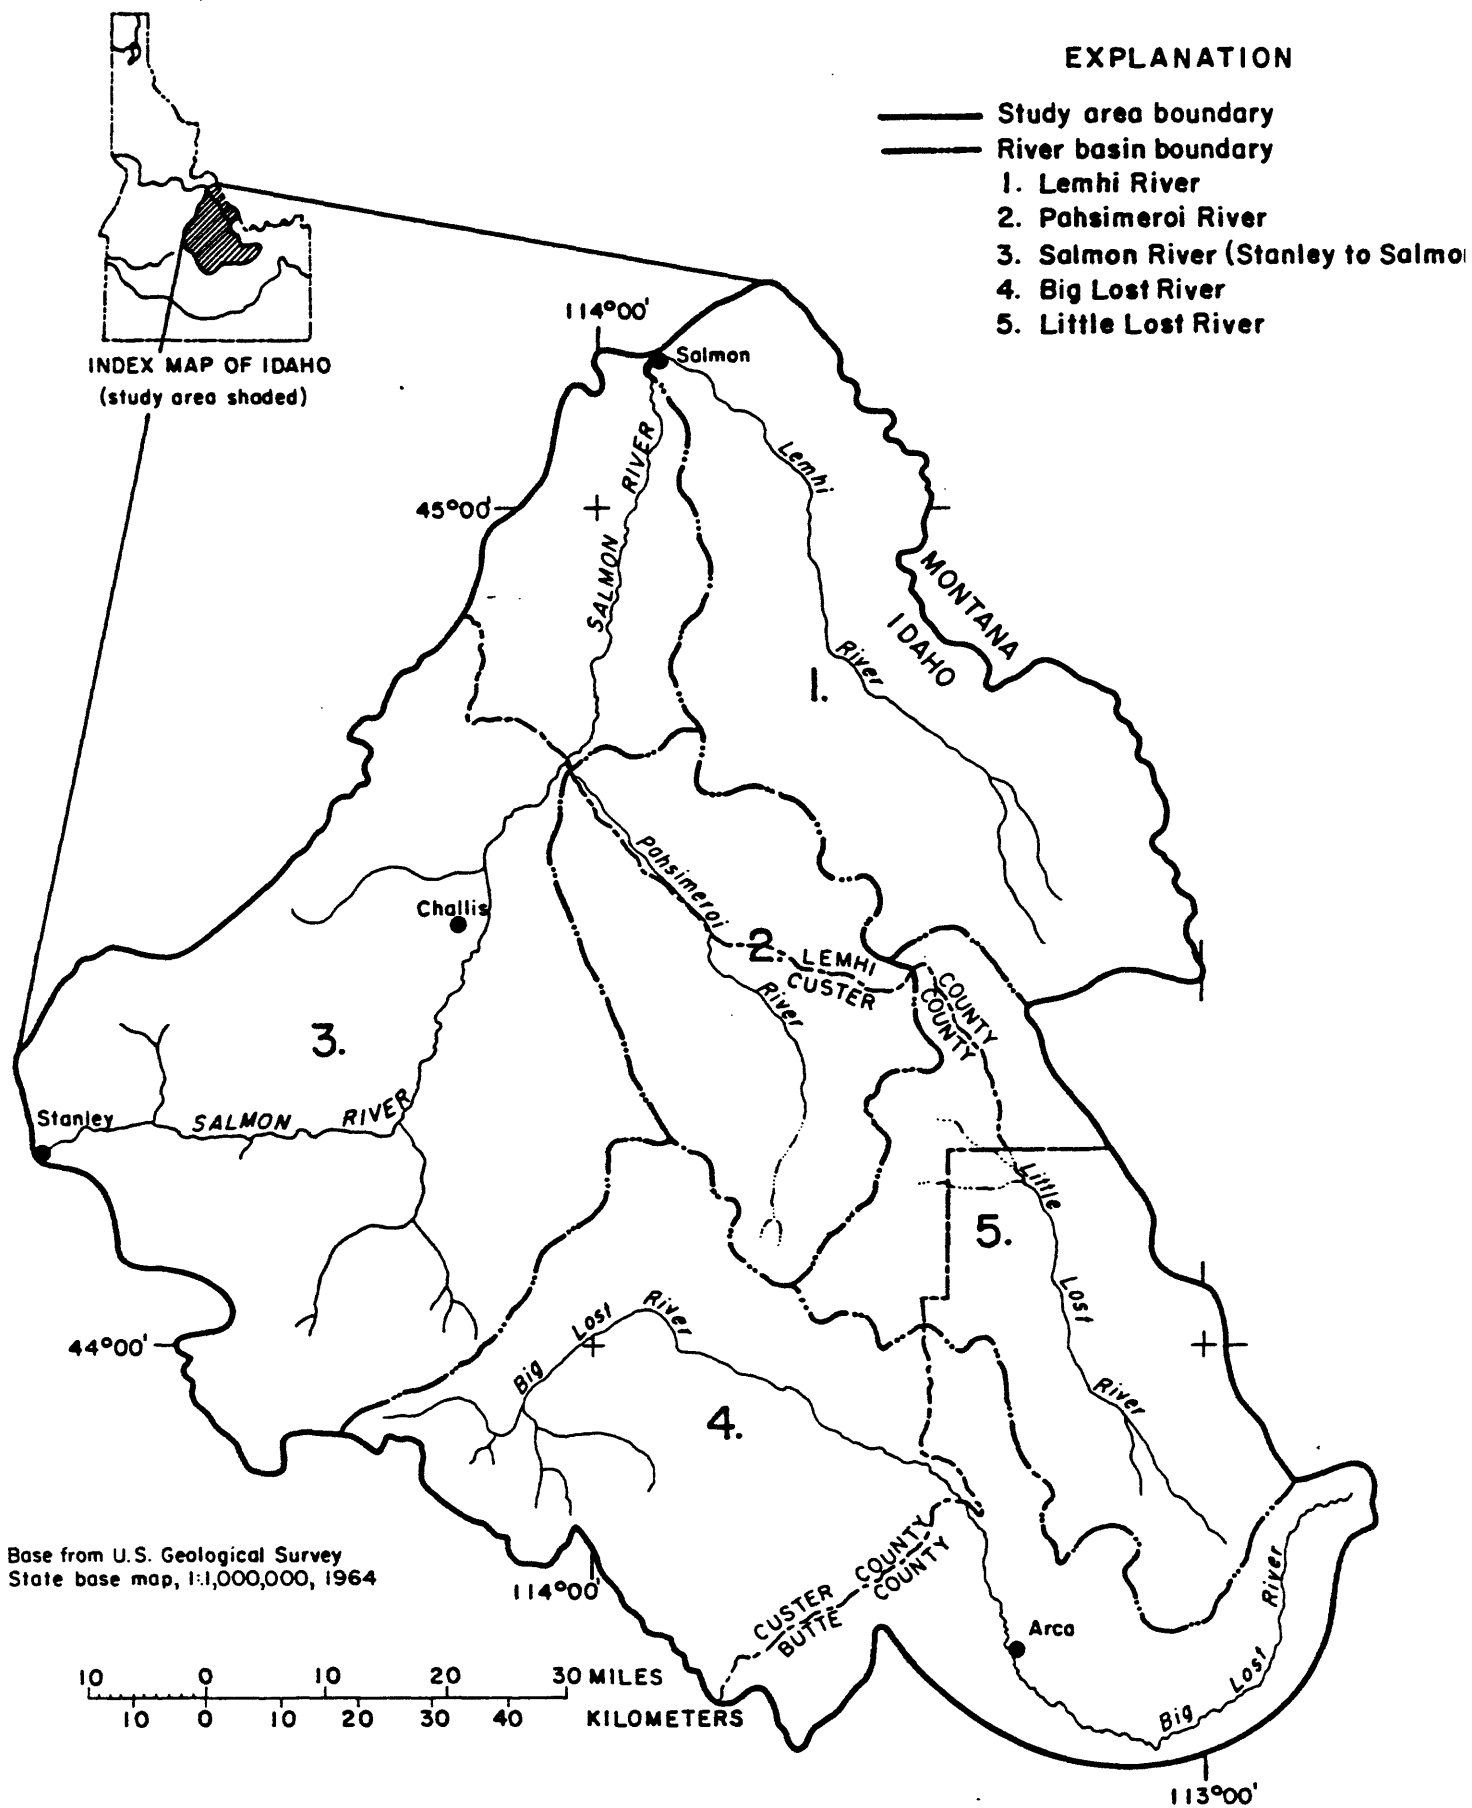 EXPLANATION
Study area boundary
River basin boundary
1. Lemhi River
2. Pahsimeroi River
3. Salmon River (Stanley to Salmo
4. Big Lost River
5. Little Lost River
INDEX MAP OF IDAHO
(study area shaded)
114°00'
Salmon
Lemhi
SALMON RIVER
45°00'
MONTANA
IDAHO
River
1.
Pahsimeroi
Challis
2.
LEMHI
CUSTER
COUNTY
COUNTY
River
3.
Stanley
SALMON RIVER
Little
5.
Lost
Big Lost River
44°00'
River
4.
Base from U.S. Geological Survey
State base map, 1:1,000,000, 1964
114°00'
CUSTER COUNTY
BUTTE COUNTY
River
Arco
Lost
Big
10 0 10 20 30 MILES
10 0 10 20 30 40 KILOMETERS
113°00'